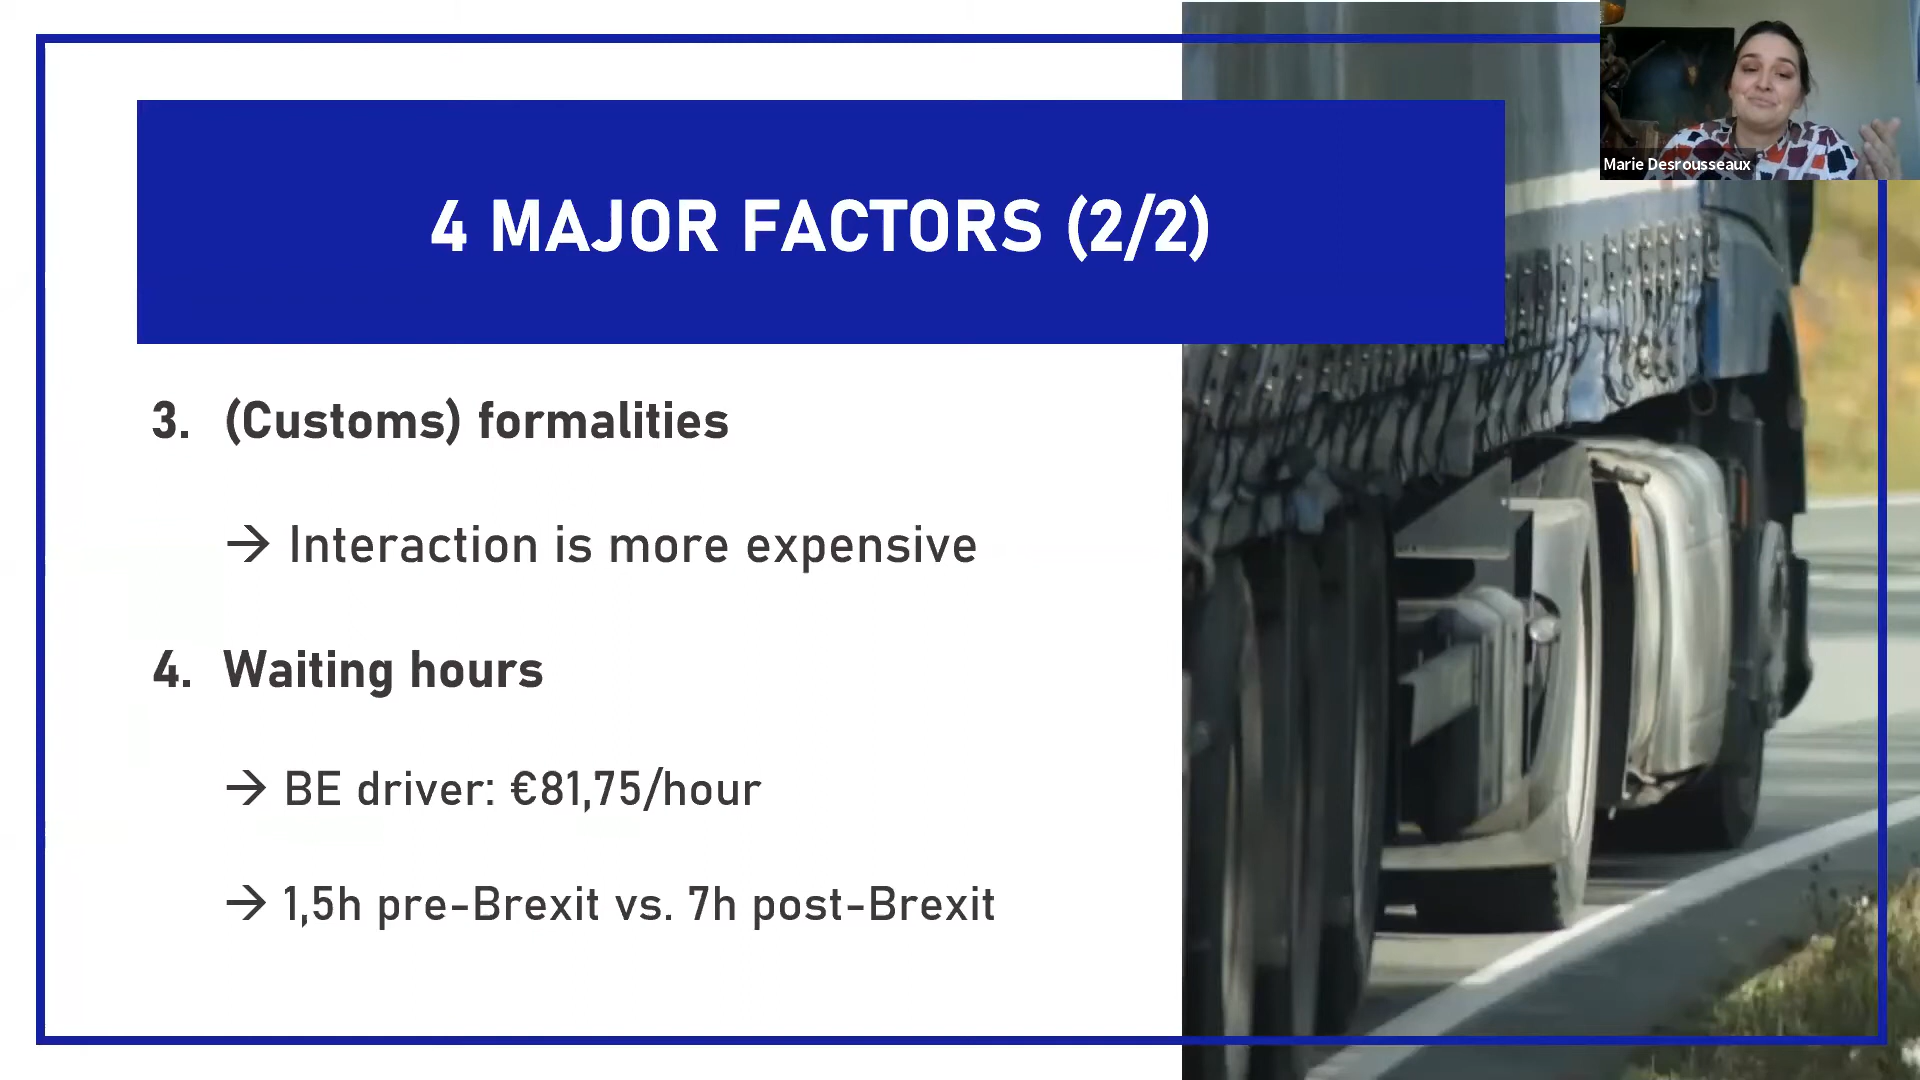 4 MAJOR FACTORS (2/2)
Marie Desrousseaux
3. (Customs) formalities
→ Interaction is more expensive
4. Waiting hours
→ BE driver: €81,75/hour
→ 1,5h pre-Brexit vs. 7h post-Brexit